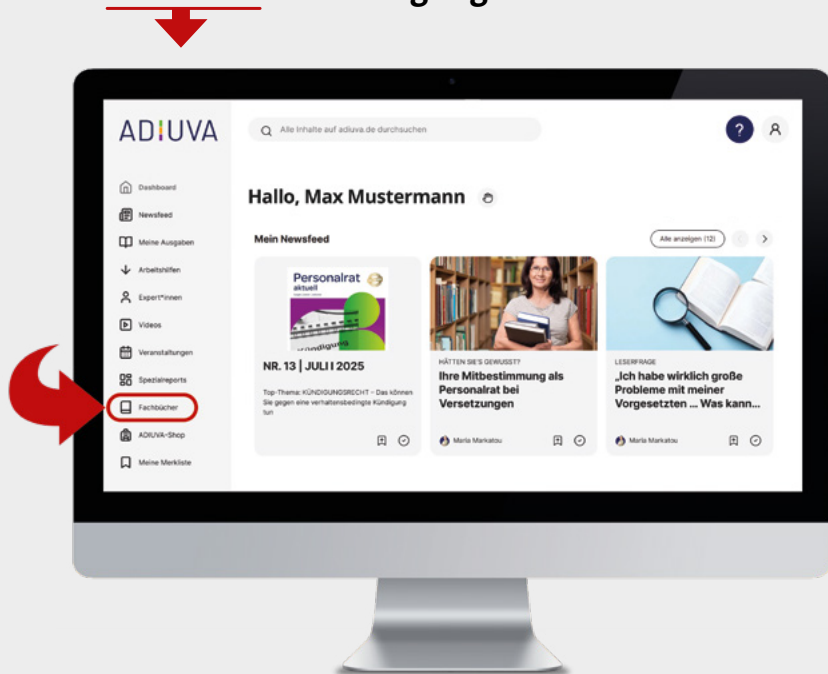 ADIUVA
Alle Inhalte auf adiuva.de durchsuchen
?
Dashboard
Newsfeed
Meine Ausgaben
Arbeitshilfen
Expert*innen
Videos
Veranstaltungen
Spezialreports
Fachbücher
ADIUVA-Shop
Meine Merkliste
Hallo, Max Mustermann
Mein Newsfeed
Alle anzeigen (12)
Personalrat
aktuell
Kündigung
NR. 13 | JULI I 2025
Top-Thema: KÜNDIGUNGSRECHT – Das können
Sie gegen eine verhaltensbedingte Kündigung
tun
HÄTTEN SIE'S GEWUSST?
Ihre Mitbestimmung als
Personalrat bei
Versetzungen
Maria Markatou
LESERFRAGE
„Ich habe wirklich große
Probleme mit meiner
Vorgesetzten ... Was kann...
Maria Markatou